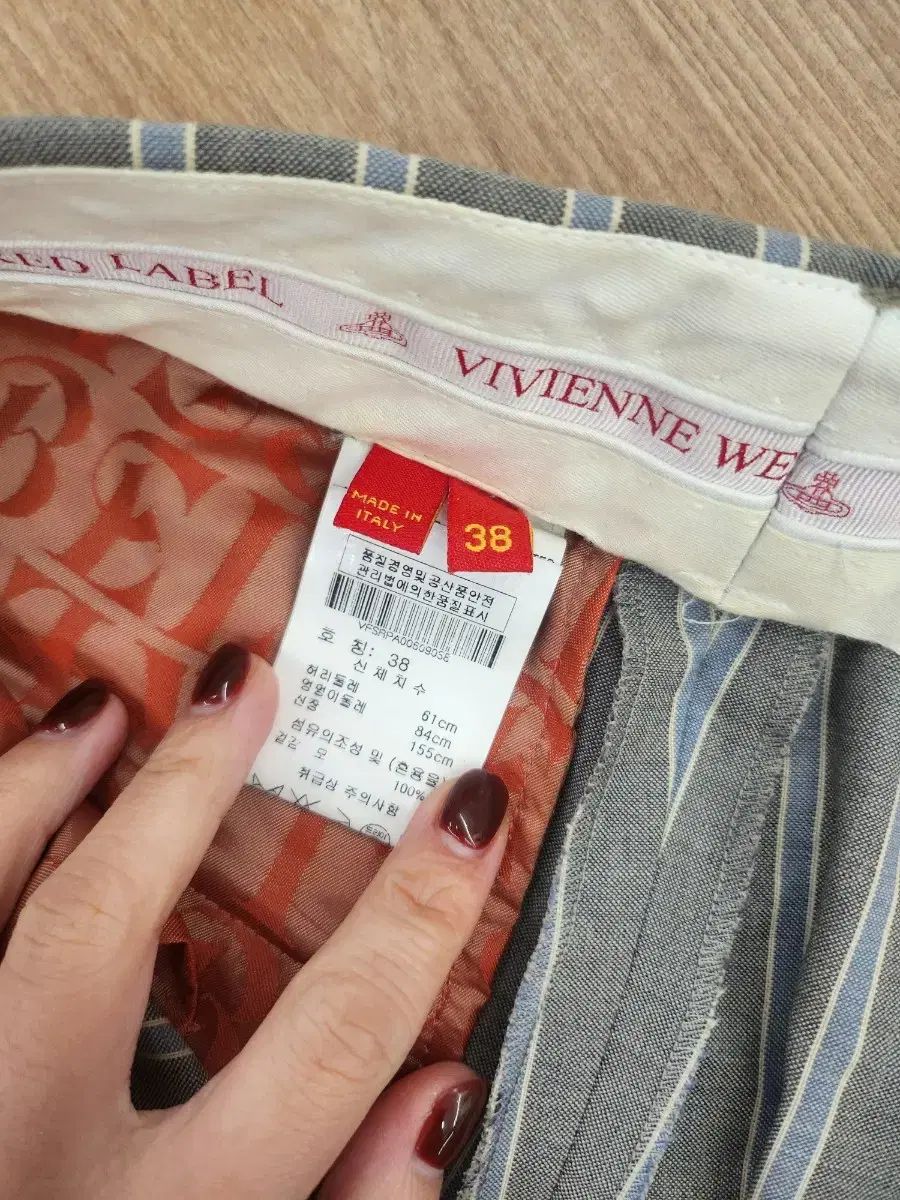 RED LABEL
VIVIENNE WE
MADE IN
ITALY
38
품질경영및공산품안전
관리법에의한품질표시
호 칭: 38
신체치수
허리둘레 61cm
엉덩이둘레 84cm
신장 155cm
섬유의조성 및 (혼용율)
겉감 모 100%
취급상 주의사항